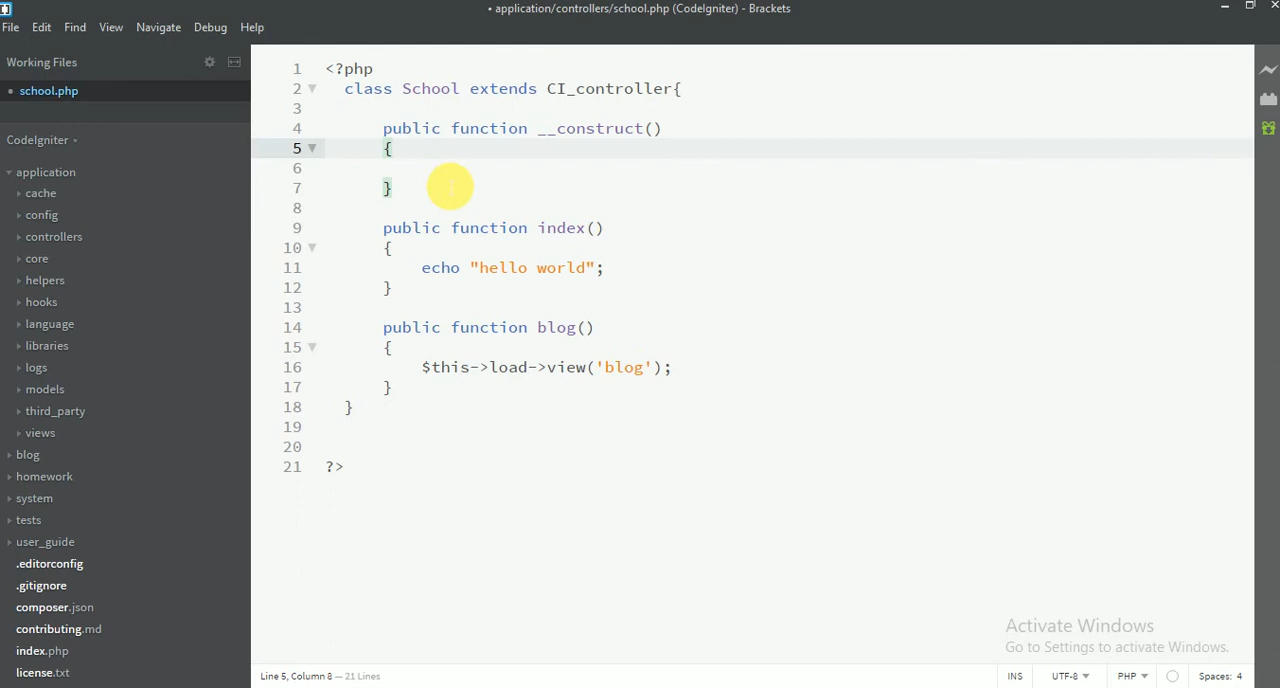 • application/controllers/school.php (CodeIgniter) - Brackets
File Edit Find View Navigate Debug Help
Working Files
• school.php
CodeIgniter
application
cache
config
controllers
core
helpers
hooks
language
libraries
logs
models
third_party
views
blog
homework
system
tests
user_guide
.editorconfig
.gitignore
composer.json
contributing.md
index.php
license.txt
1 <?php
2 class School extends CI_controller{
3
4 public function __construct()
5 {
6
7 }
8
9 public function index()
10 {
11 echo "hello world";
12 }
13
14 public function blog()
15 {
16 $this->load->view('blog');
17 }
18 }
19
20
21 ?>
Activate Windows
Go to Settings to activate Windows.
Line 5, Column 8 — 21 Lines
INS UTF-8 PHP Spaces: 4